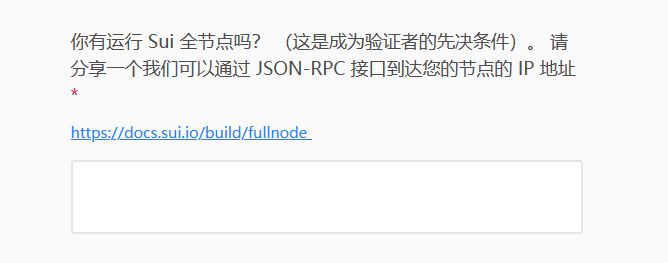 你有运行 Sui 全节点吗？ （这是成为验证者的先决条件）。 请
分享一个我们可以通过 JSON-RPC 接口到达您的节点的 IP 地址
*
https://docs.sui.io/build/fullnode